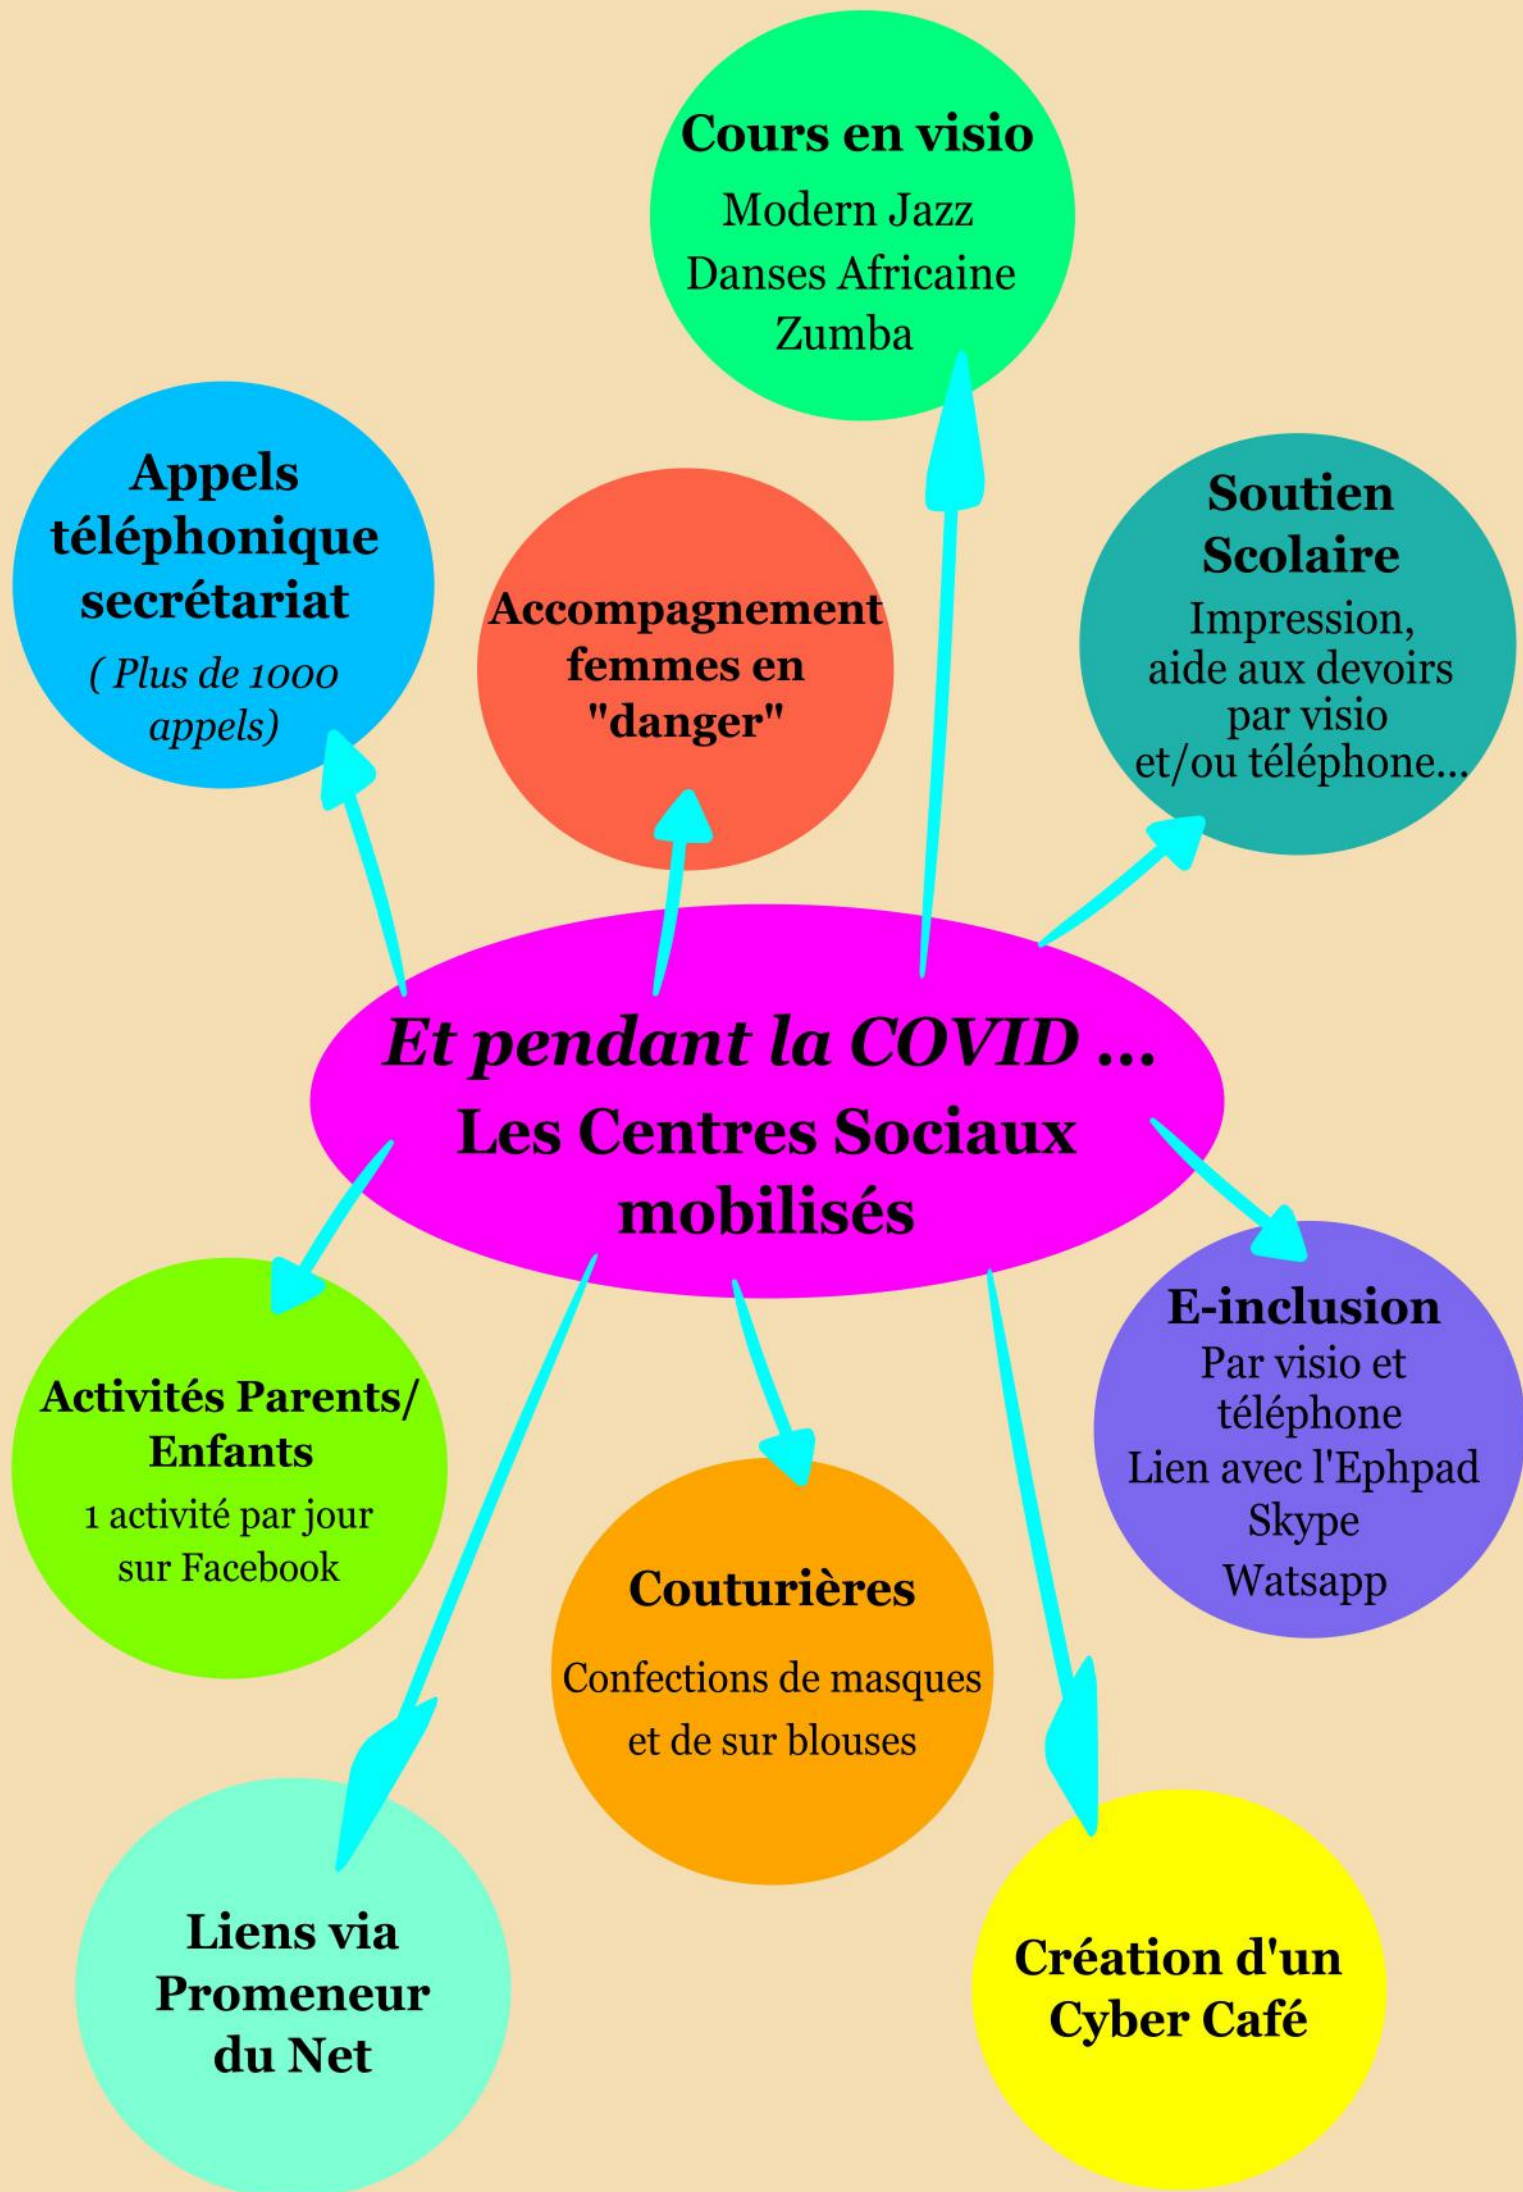 Cours en visio
Modern Jazz
Danses Africaine
Zumba
Appels
téléphonique
secrétariat
( Plus de 1000
appels)
Accompagnement
femmes en
"danger"
Soutien
Scolaire
Impression,
aide aux devoirs
par visio
et/ou téléphone...
Et pendant la COVID ...
Les Centres Sociaux
mobilisés
Activités Parents/
Enfants
1 activité par jour
sur Facebook
E-inclusion
Par visio et
téléphone
Lien avec l'Ephpad
Skype
Watsapp
Couturières
Confections de masques
et de sur blouses
Liens via
Promeneur
du Net
Création d'un
Cyber Café